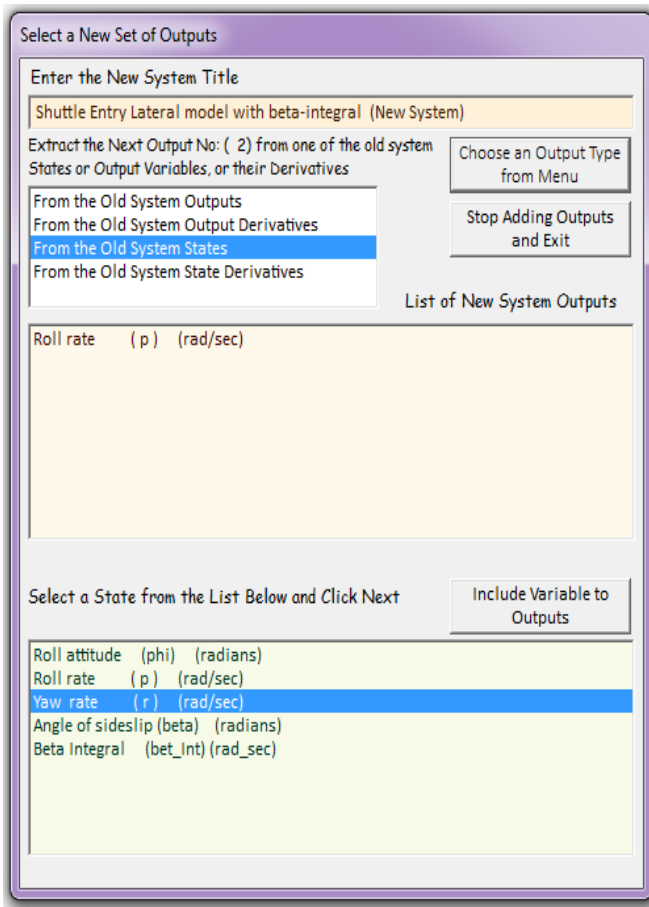 Select a New Set of Outputs
Enter the New System Title
Shuttle Entry Lateral model with beta-integral (New System)
Extract the Next Output No: ( 2) from one of the old system
States or Output Variables, or their Derivatives
Choose an Output Type
from Menu
From the Old System Outputs
From the Old System Output Derivatives
From the Old System States
From the Old System State Derivatives
Stop Adding Outputs
and Exit
List of New System Outputs
Roll rate ( p ) (rad/sec)
Select a State from the List Below and Click Next
Include Variable to
Outputs
Roll attitude (phi) (radians)
Roll rate ( p ) (rad/sec)
Yaw rate ( r ) (rad/sec)
Angle of sideslip (beta) (radians)
Beta Integral (bet_Int) (rad_sec)